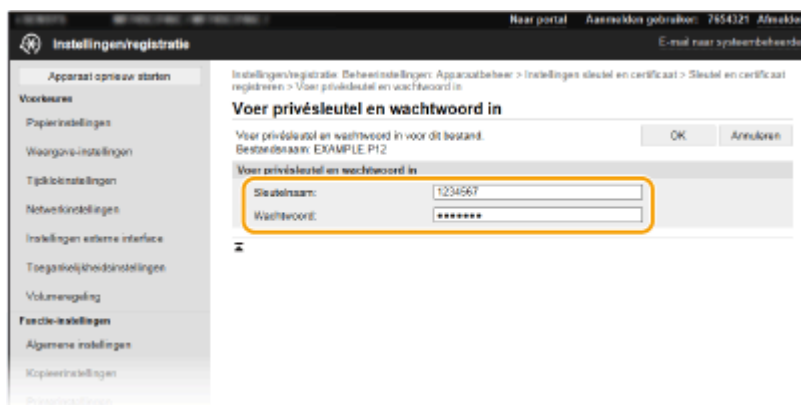 Naar portal Aanmelden gebruiker: 7654321 Afmelden
Instellingen/registratie E-mail naar systeembeheerde
Apparaat opnieuw starten
Voorkeuren
Papierinstellingen
Weergave-instellingen
Tijdklokinstellingen
Netwerkinstellingen
Instellingen externe interface
Toegankelijkheidsinstellingen
Volumeregeling
Functie-instellingen
Algemene instellingen
Kopieerinstellingen
Instellingen/registratie: Beheerinstellingen: Apparaatbeheer > Instellingen sleutel en certificaat > Sleutel en certificaat
registreren > Voer privésleutel en wachtwoord in
Voer privésleutel en wachtwoord in
Voer privésleutel en wachtwoord in voor dit bestand.
Bestandsnaam: EXAMPLE.P12
OK Annuleren
Voer privésleutel en wachtwoord in
Sleutelnaam: 1234567
Wachtwoord: *******